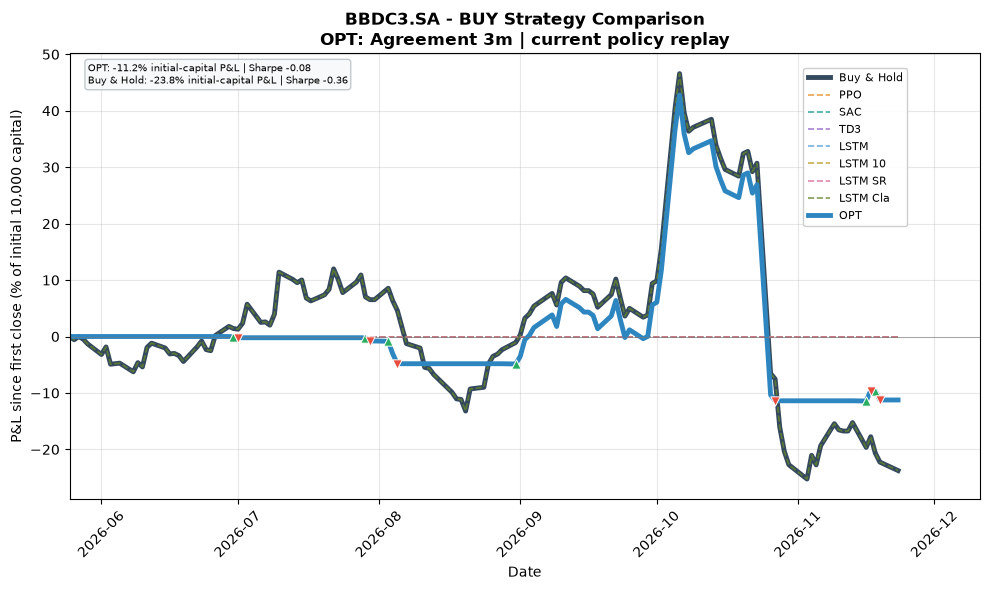 BBDC3.SA - BUY Strategy Comparison
OPT: Agreement 3m | current policy replay
OPT: -11.2% initial-capital P&L | Sharpe -0.08
Buy & Hold: -23.8% initial-capital P&L | Sharpe -0.36
Buy & Hold
PPO
SAC
TD3
LSTM
LSTM 10
LSTM SR
LSTM Cla
OPT
P&L since first close (% of initial 10,000 capital)
50
40
30
20
10
0
−10
−20
2026-06
2026-07
2026-08
2026-09
2026-10
2026-11
2026-12
Date